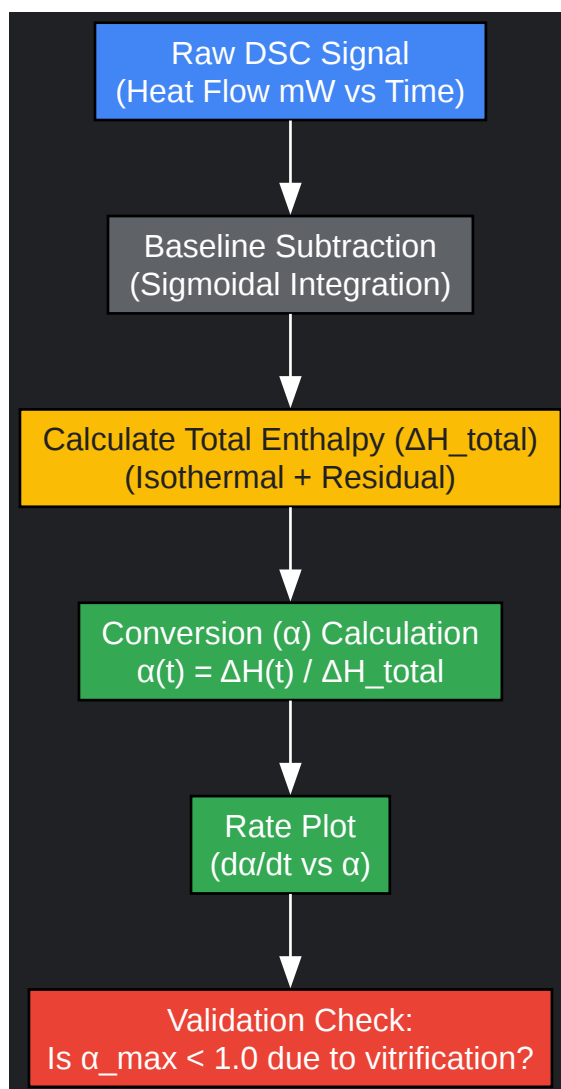 Raw DSC Signal
(Heat Flow mW vs Time)
Baseline Subtraction
(Sigmoidal Integration)
Calculate Total Enthalpy (ΔH_total)
(Isothermal + Residual)
Conversion (α) Calculation
α(t) = ΔH(t) / ΔH_total
Rate Plot
(dα/dt vs α)
Validation Check:
Is α_max < 1.0 due to vitrification?